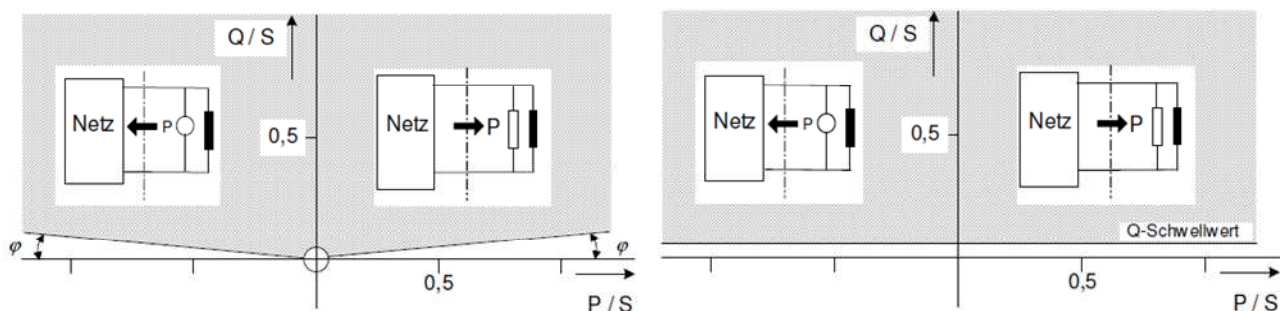 Q / S
Netz
P
Netz
P
0,5
φ
φ
0,5
P / S
Q / S
Netz
P
Netz
P
0,5
Q-Schwellwert
0,5
P / S